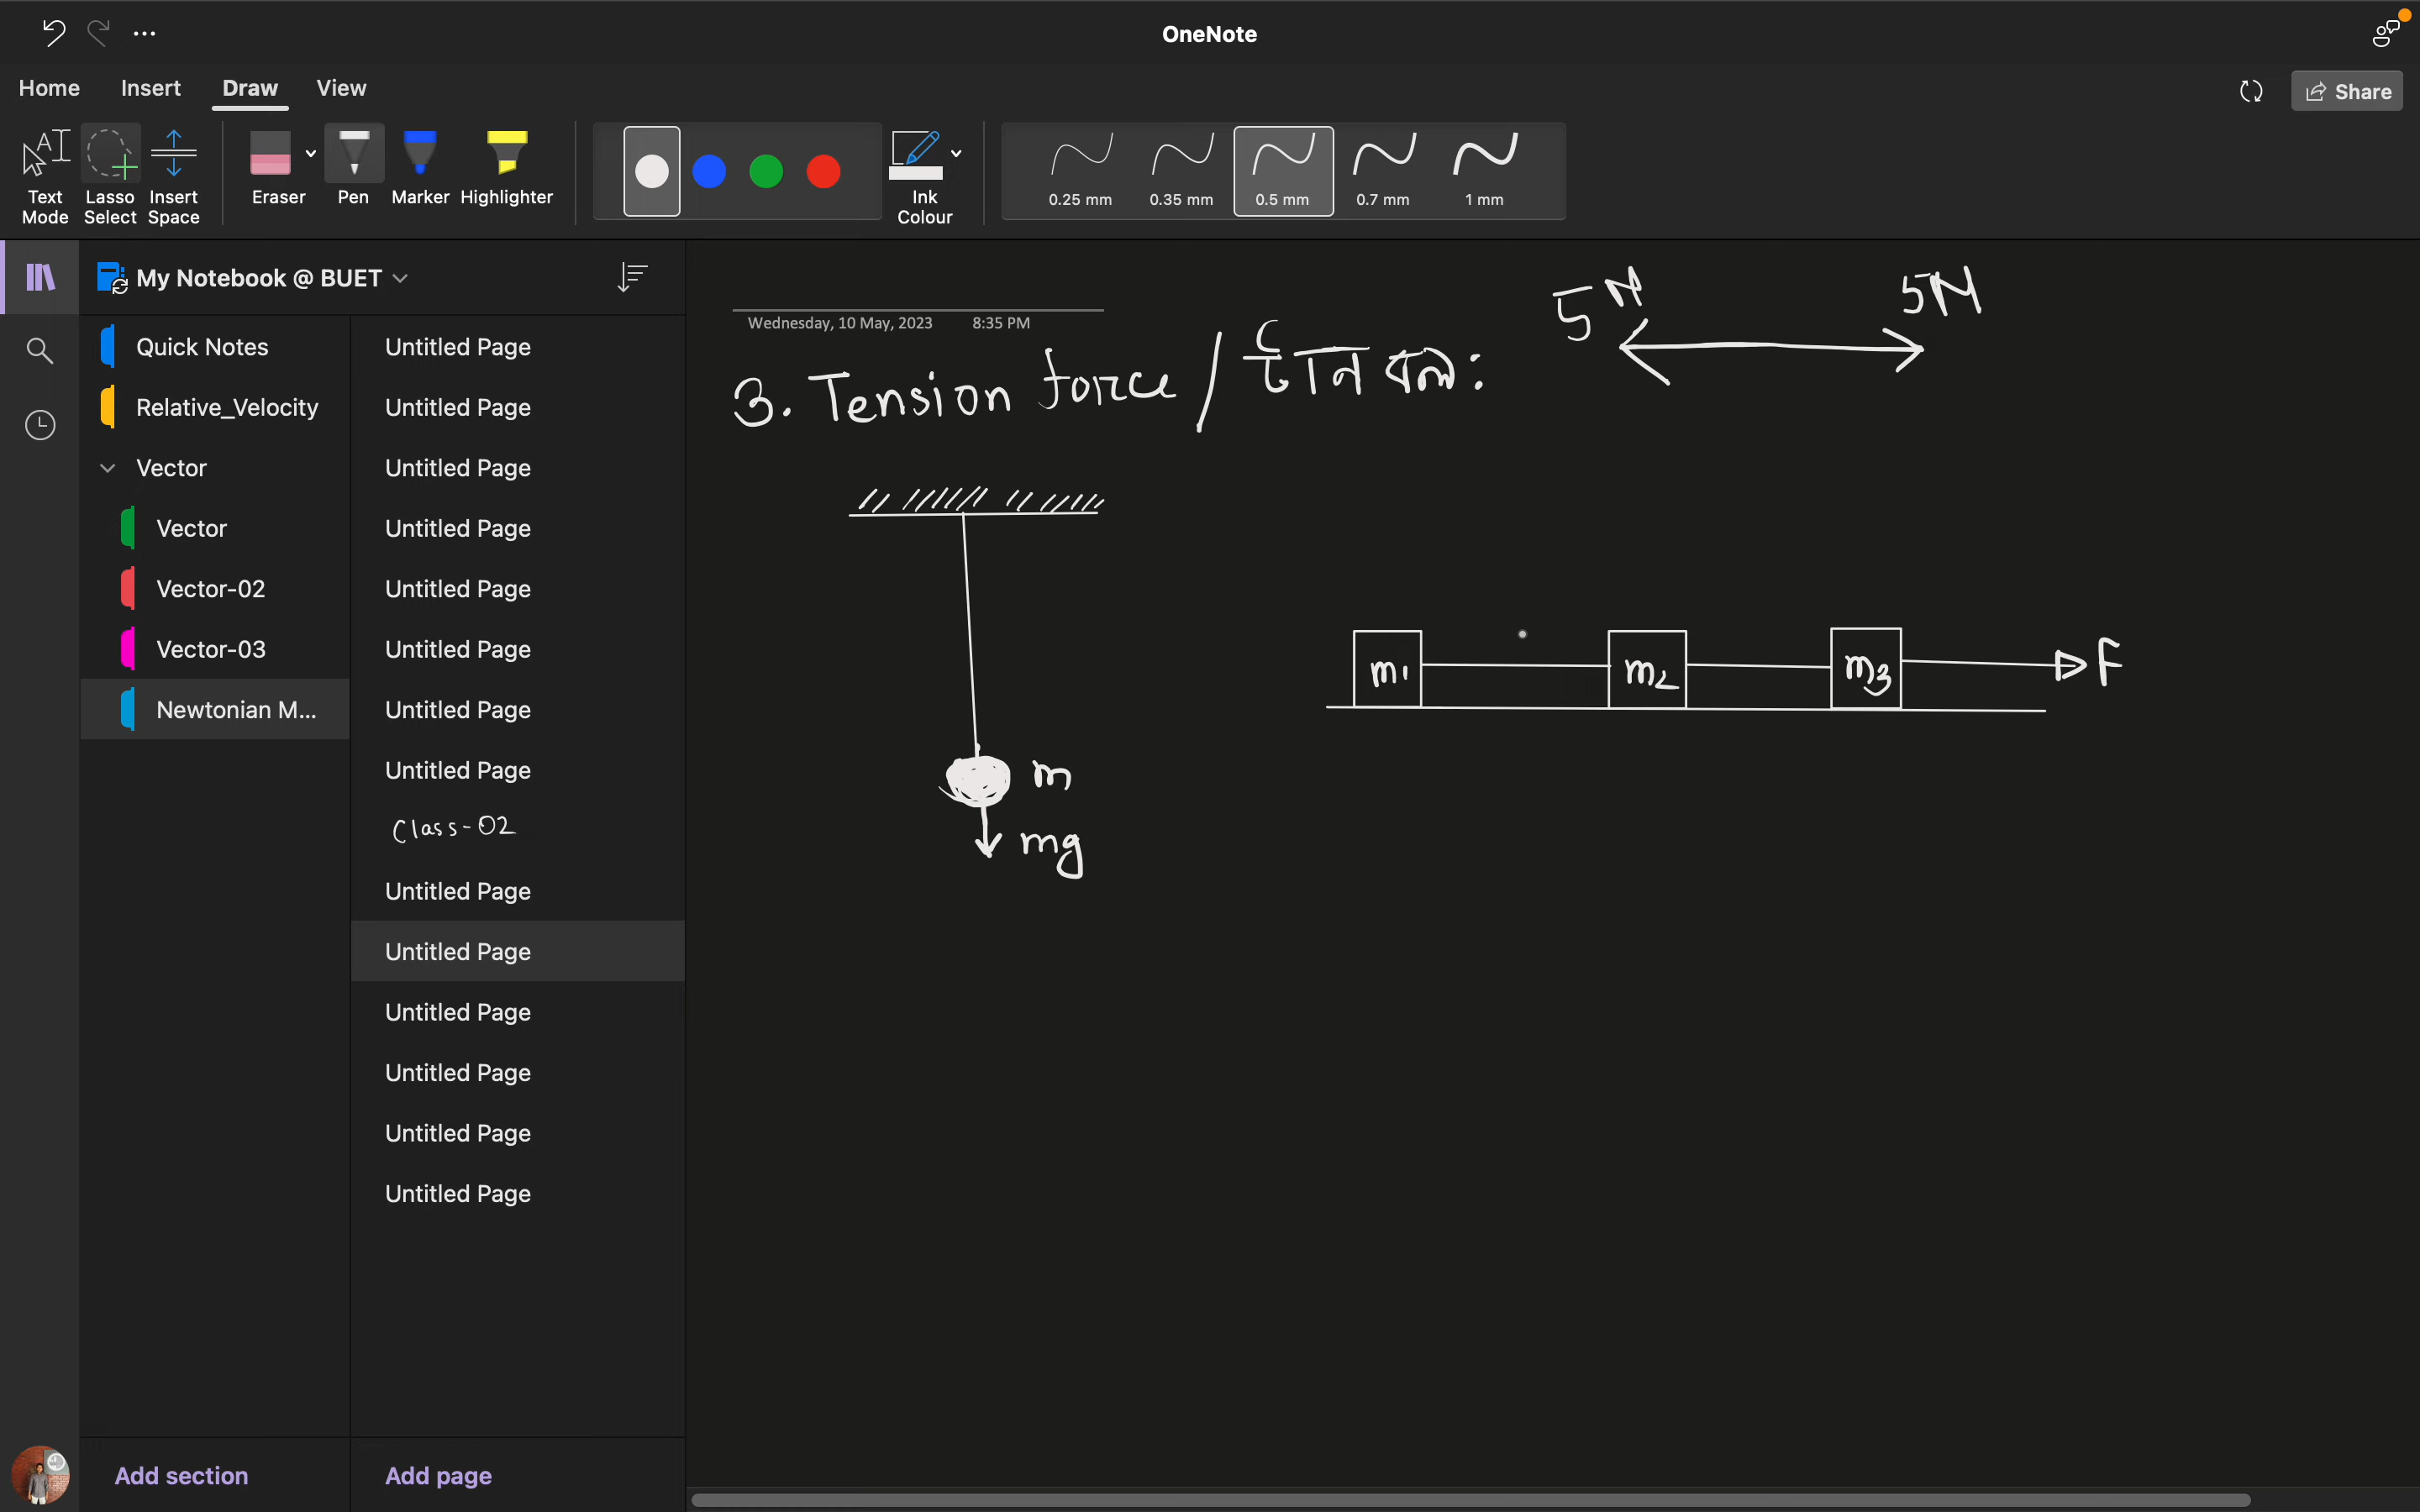 OneNote
Home Insert Draw View
Share
Text Mode
Lasso Select
Insert Space
Eraser
Pen
Marker
Highlighter
Ink Colour
0.25 mm
0.35 mm
0.5 mm
0.7 mm
1 mm
My Notebook @ BUET
Quick Notes
Relative_Velocity
Vector
Vector
Vector-02
Vector-03
Newtonian M...
Add section
Untitled Page
Untitled Page
Untitled Page
Untitled Page
Untitled Page
Untitled Page
Untitled Page
Untitled Page
Class-02
Untitled Page
Untitled Page
Untitled Page
Untitled Page
Untitled Page
Untitled Page
Add page
Wednesday, 10 May, 2023 8:35 PM
5N 5N
3. Tension force / টান বল:
m
mg
m1 m2 m3 F